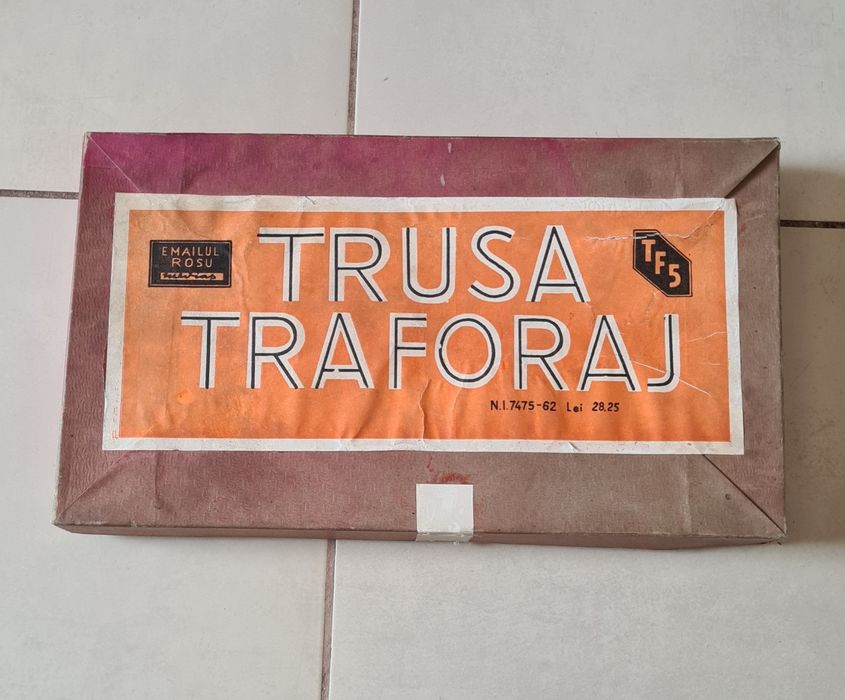 TRUSA
TRAFORAJ
EMAILUL
ROSU
TF5
N.I. 7475-62 Lei 28,25